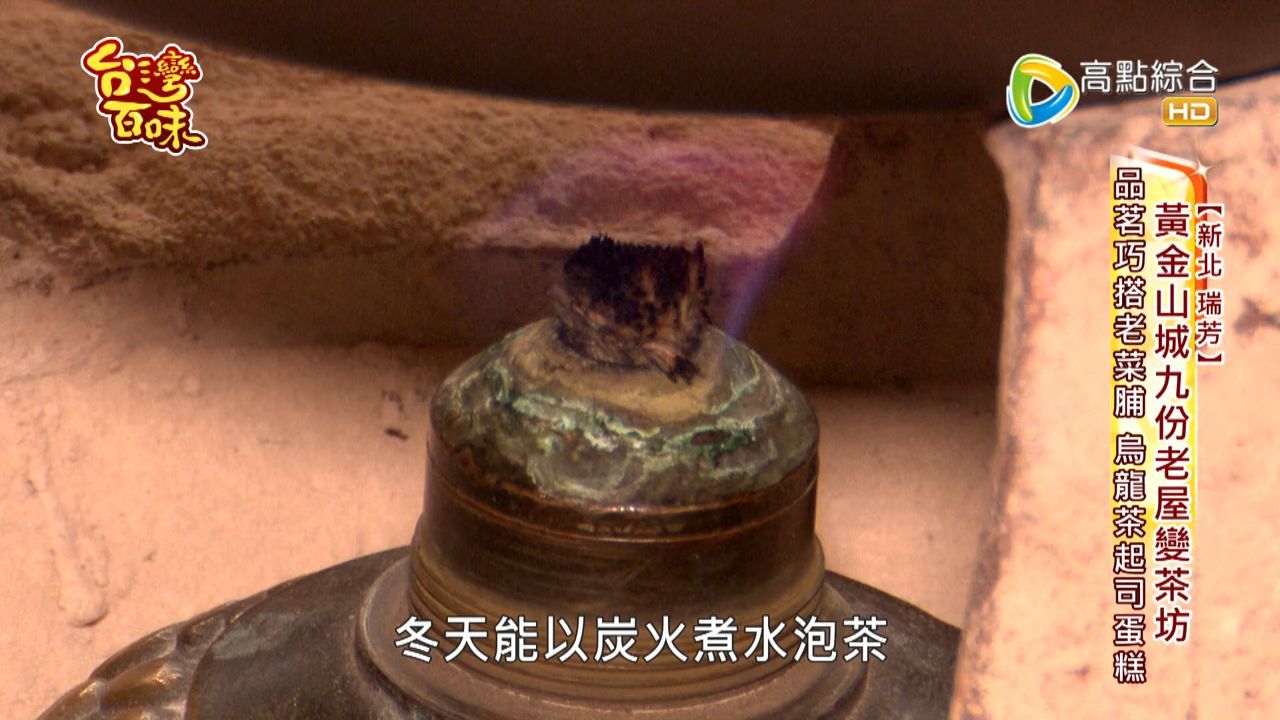 台灣百味
高點綜合
HD
【新北 瑞芳】
黃金山城九份老屋變茶坊
品茗巧搭老菜脯 烏龍茶起司蛋糕
冬天能以炭火煮水泡茶